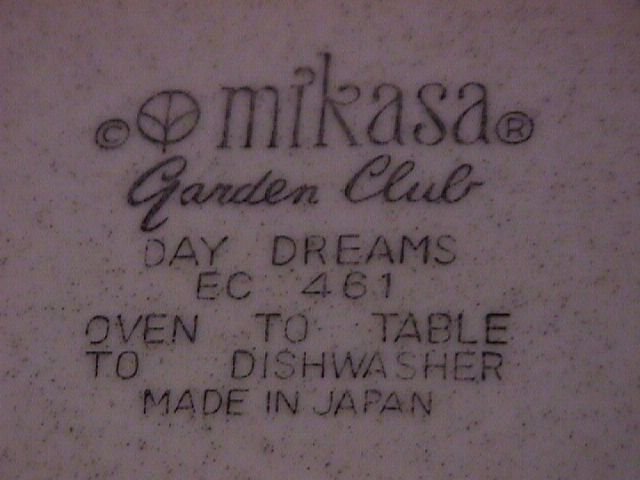 © mikasa®
Garden Club
DAY DREAMS
EC 461
OVEN TO TABLE
TO DISHWASHER
MADE IN JAPAN